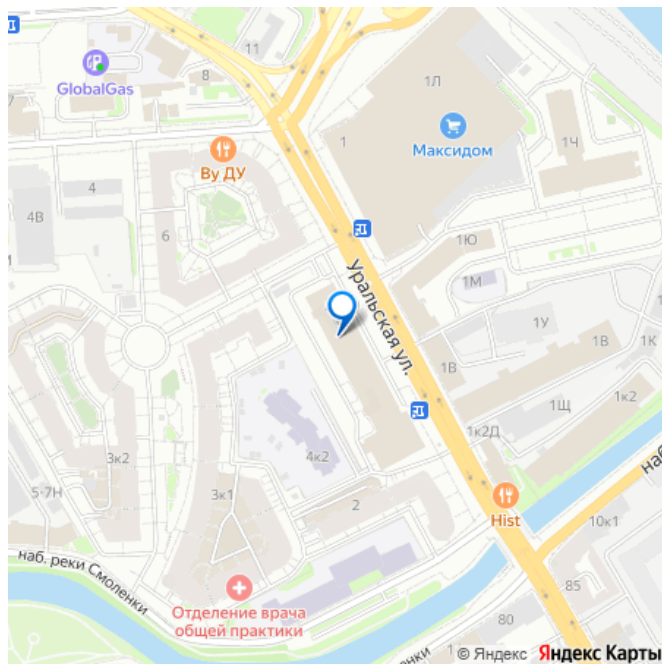 11
GlobalGas
8
7
1Л
1
Максидом
1Ч
Ву ДУ
4
4В
6
и
1Ю
1М
Уральская ул.
1У
1В
1К
1В
1к2
1Щ
1к2Д
3к2
4к2
3к1
5-7Н
2
Hist
наб
10к1
наб. реки Смоленки
85
Отделение врача
общей практики
80
енки
© Яндекс Яндекс Карты